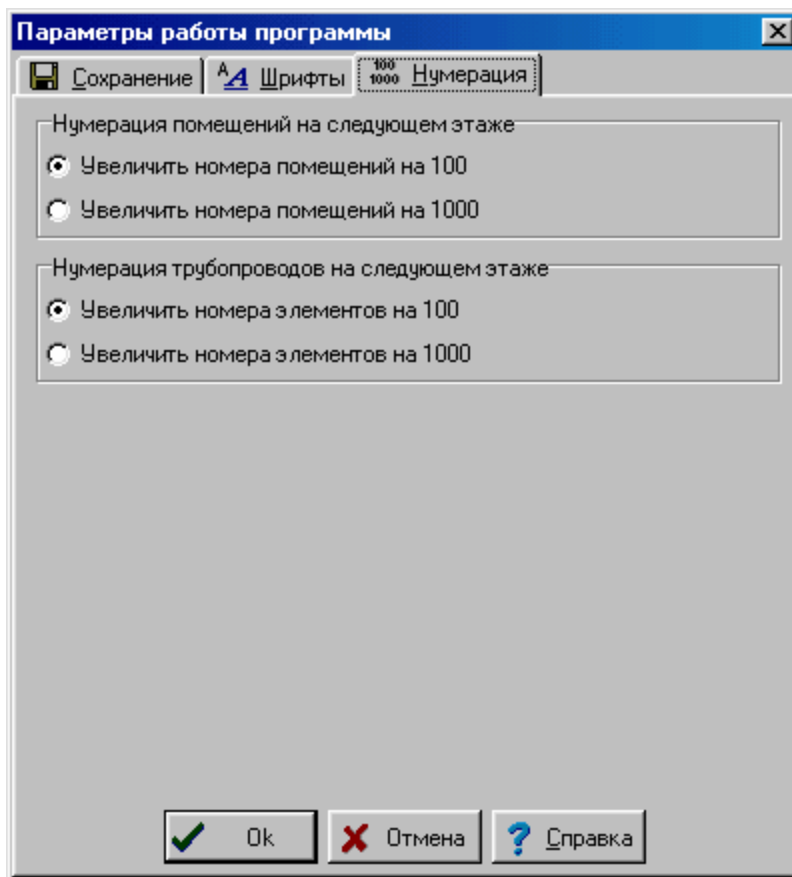 Параметры работы программы
Сохранение
АА Шрифты
100
1000
Нумерация
Нумерация помещений на следующем этаже
Увеличить номера помещений на 100
Увеличить номера помещений на 1000
Нумерация трубопроводов на следующем этаже
Увеличить номера элементов на 100
Увеличить номера элементов на 1000
Ok
Отмена
? Справка